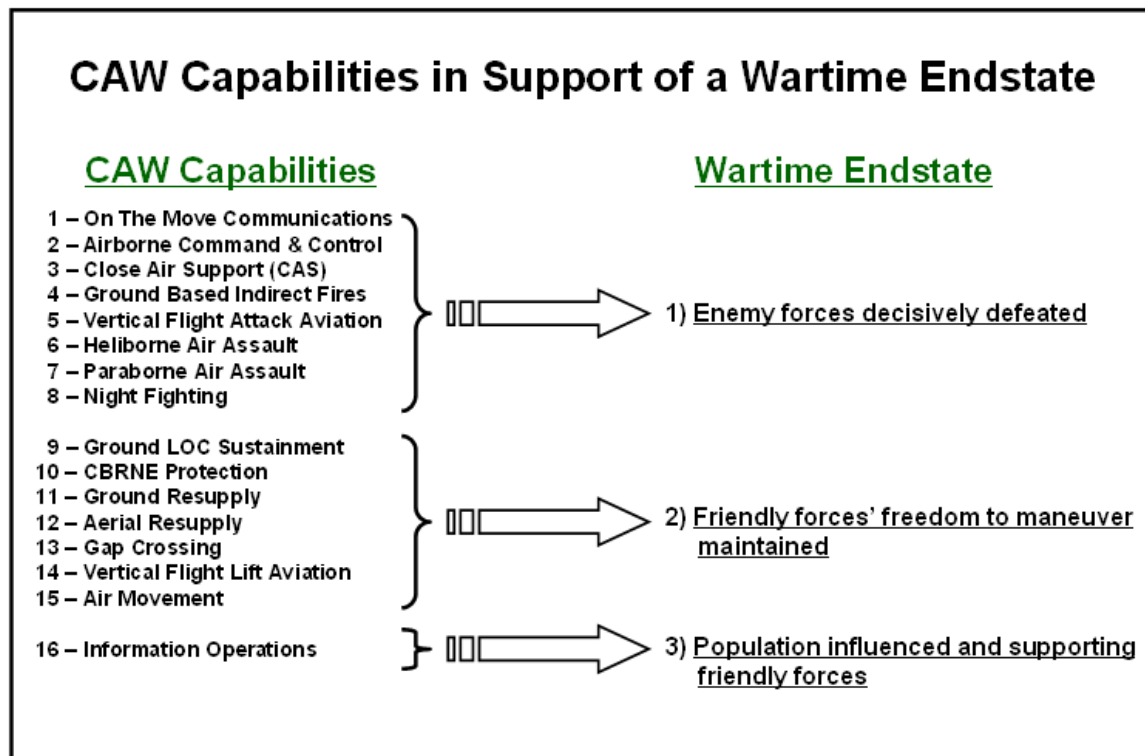 CAW Capabilities in Support of a Wartime Endstate
CAW Capabilities
1 – On The Move Communications
2 – Airborne Command & Control
3 – Close Air Support (CAS)
4 – Ground Based Indirect Fires
5 – Vertical Flight Attack Aviation
6 – Heliborne Air Assault
7 – Paraborne Air Assault
8 – Night Fighting
9 – Ground LOC Sustainment
10 – CBRNE Protection
11 – Ground Resupply
12 – Aerial Resupply
13 – Gap Crossing
14 – Vertical Flight Lift Aviation
15 – Air Movement
16 – Information Operations
Wartime Endstate
1) Enemy forces decisively defeated
2) Friendly forces' freedom to maneuver
maintained
3) Population influenced and supporting
friendly forces